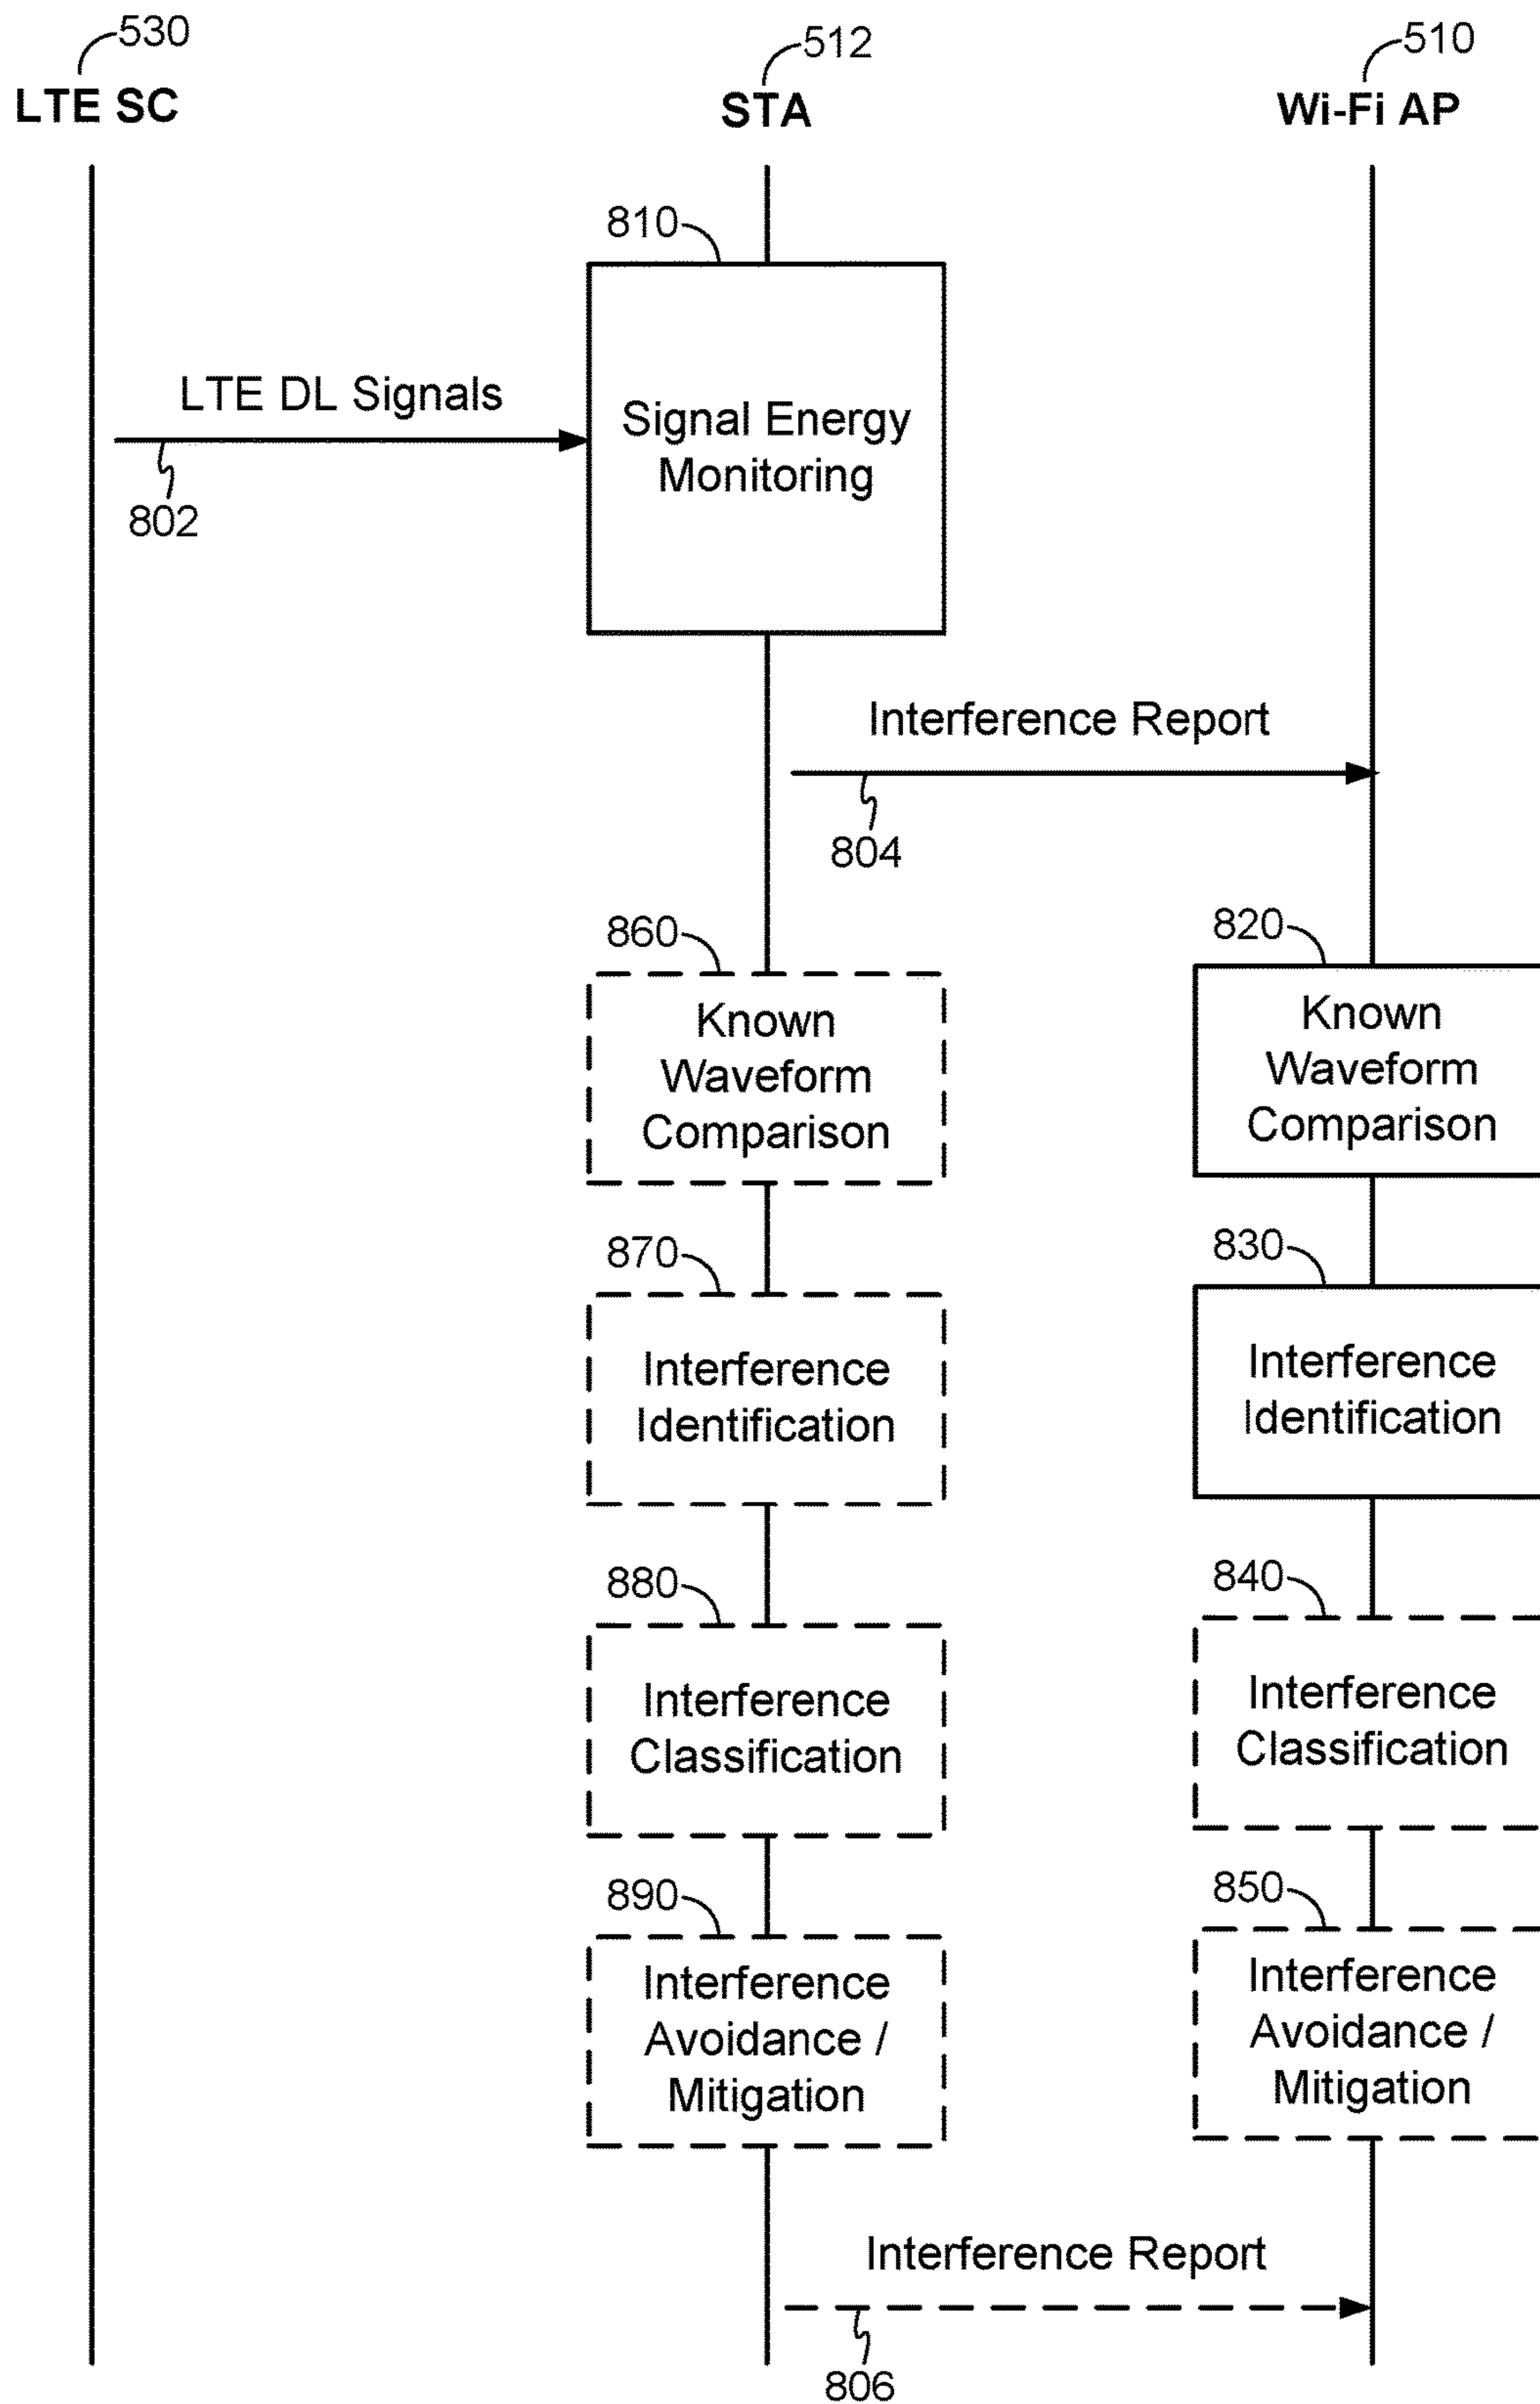 530
512
510
LTE SC
STA
Wi-Fi AP
810
LTE DL Signals
Signal Energy
Monitoring
802
Interference Report
804
860
820
Known
Waveform
Comparison
Known
Waveform
Comparison
870
830
Interference
Identification
Interference
Identification
880
840
Interference
Classification
Interference
Classification
890
850
Interference
Avoidance /
Mitigation
Interference
Avoidance /
Mitigation
Interference Report
806